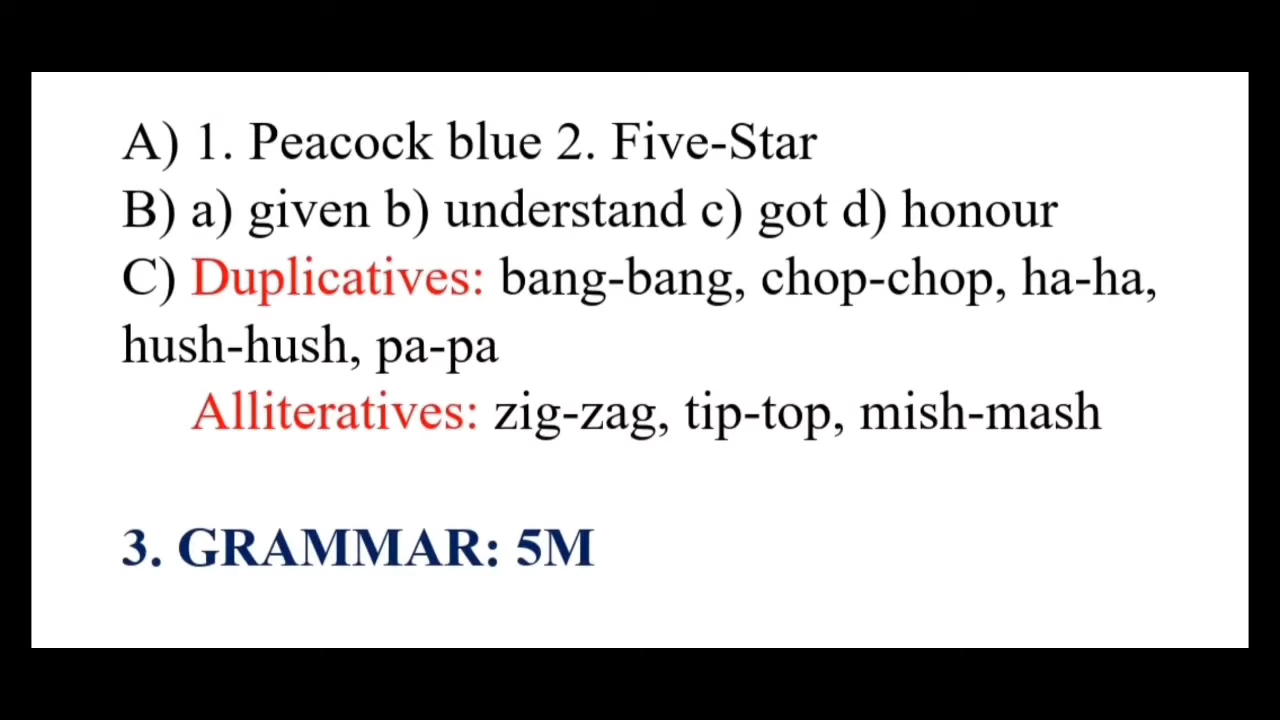 A) 1. Peacock blue 2. Five-Star
B) a) given b) understand c) got d) honour
C) Duplicatives: bang-bang, chop-chop, ha-ha,
hush-hush, pa-pa
Alliteratives: zig-zag, tip-top, mish-mash
3. GRAMMAR: 5M